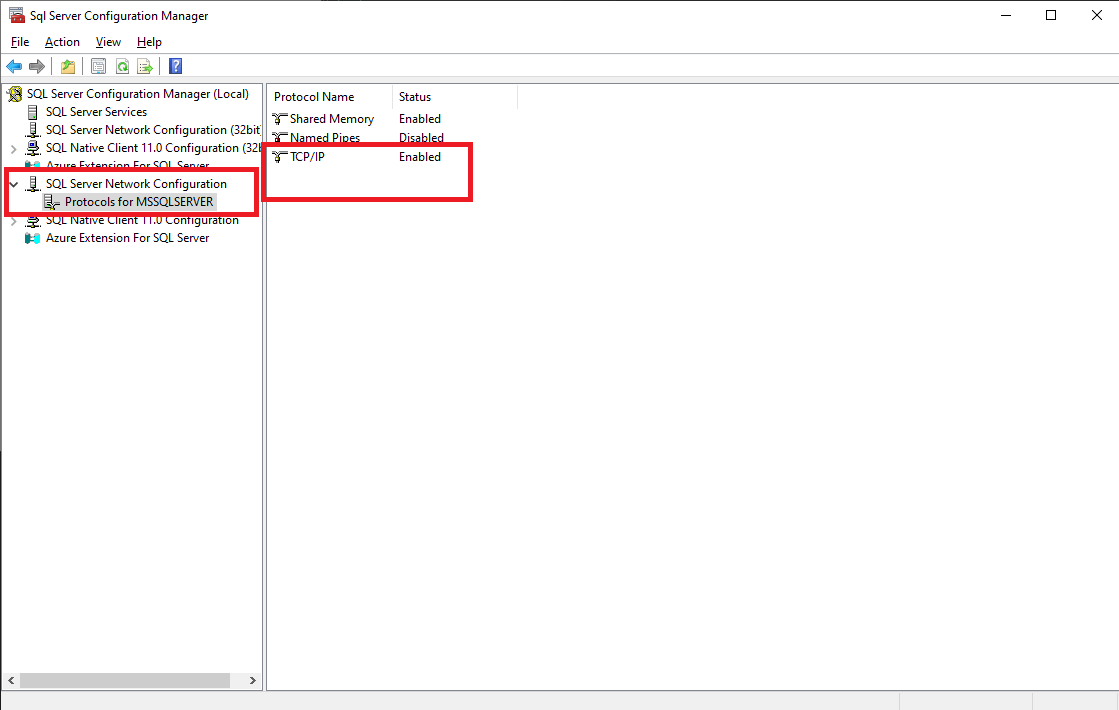 Sql Server Configuration Manager
File Action View Help
SQL Server Configuration Manager (Local)
SQL Server Services
SQL Server Network Configuration (32bit
SQL Native Client 11.0 Configuration (32b
Azure Extension For SQL Server
SQL Server Network Configuration
Protocols for MSSQLSERVER
SQL Native Client 11.0 Configuration
Azure Extension For SQL Server
Protocol Name Status
Shared Memory Enabled
Named Pipes Disabled
TCP/IP Enabled